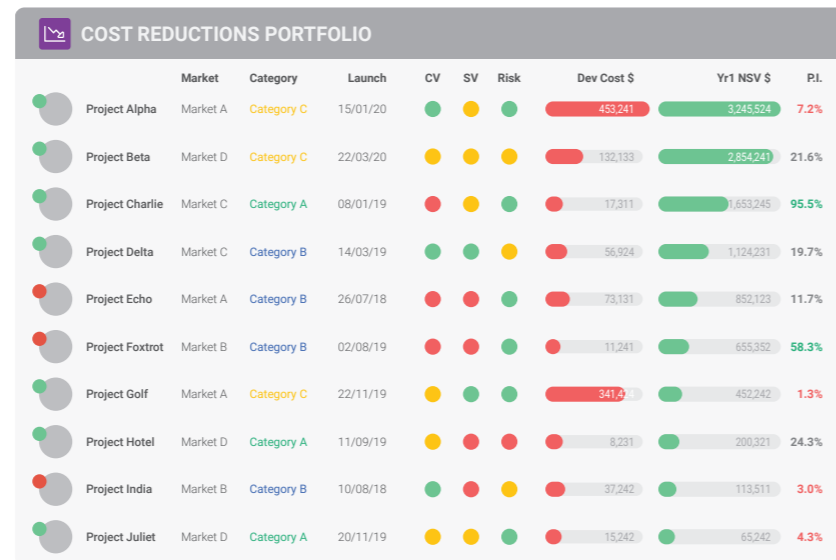 COST REDUCTIONS PORTFOLIO
Market Category Launch CV SV Risk Dev Cost $ Yr1 NSV $ P.I.
Project Alpha Market A Category C 15/01/20 453,241 3,245,524 7.2%
Project Beta Market D Category C 22/03/20 132,133 2,854,241 21.6%
Project Charlie Market C Category A 08/01/19 17,311 1,653,245 95.5%
Project Delta Market C Category B 14/03/19 56,924 1,124,231 19.7%
Project Echo Market A Category B 26/07/18 73,131 852,123 11.7%
Project Foxtrot Market B Category B 02/08/19 11,241 655,352 58.3%
Project Golf Market A Category C 22/11/19 452,242 1.3%
Project Hotel Market D Category A 11/09/19 8,231 200,321 24.3%
Project India Market B Category B 10/08/18 37,242 113,511 3.0%
Project Juliet Market D Category A 20/11/19 15,242 65,242 4.3%